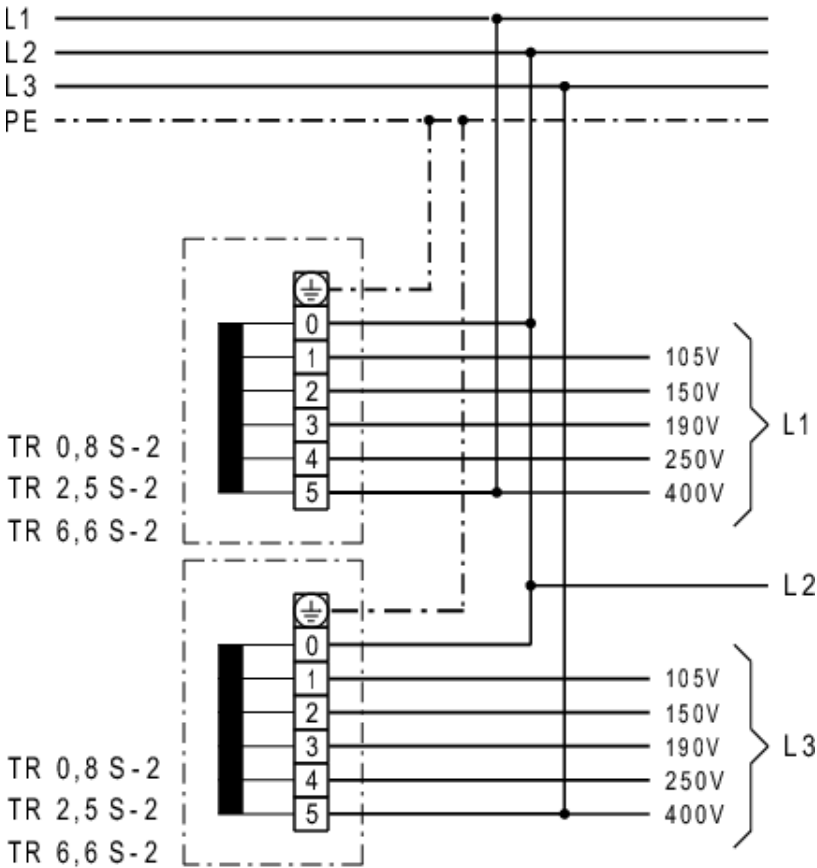 L1
L2
L3
PE
0
1 105V
2 150V
3 190V L1
4 250V
5 400V
TR 0,8 S-2
TR 2,5 S-2
TR 6,6 S-2
L2
0
1 105V
2 150V
3 190V L3
4 250V
5 400V
TR 0,8 S-2
TR 2,5 S-2
TR 6,6 S-2